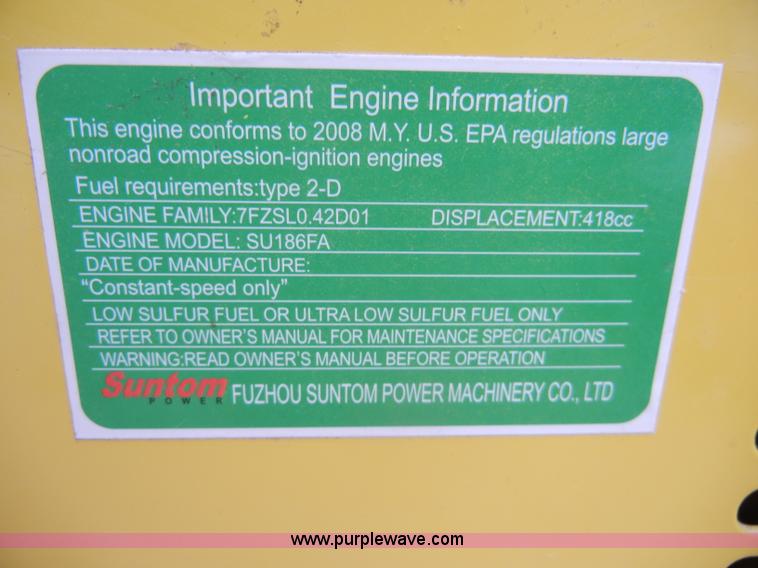 Important Engine Information
This engine conforms to 2008 M.Y. U.S. EPA regulations large
nonroad compression-ignition engines
Fuel requirements:type 2-D
ENGINE FAMILY:7FZSL0.42D01 DISPLACEMENT:418cc
ENGINE MODEL: SU186FA
DATE OF MANUFACTURE:
“Constant-speed only”
LOW SULFUR FUEL OR ULTRA LOW SULFUR FUEL ONLY
REFER TO OWNER'S MANUAL FOR MAINTENANCE SPECIFICATIONS
WARNING:READ OWNER'S MANUAL BEFORE OPERATION
Suntom
POWER
FUZHOU SUNTOM POWER MACHINERY CO., LTD
www.purplewave.com